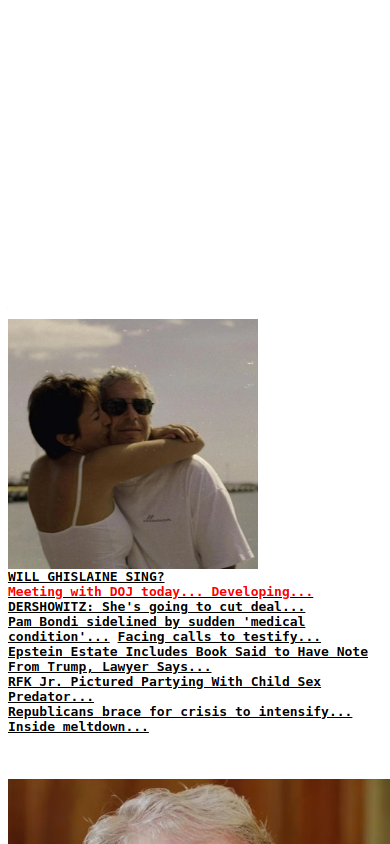 WILL GHISLAINE SING?
Meeting with DOJ today... Developing...
DERSHOWITZ: She's going to cut deal...
Pam Bondi sidelined by sudden 'medical
condition'... Facing calls to testify...
Epstein Estate Includes Book Said to Have Note
From Trump, Lawyer Says...
RFK Jr. Pictured Partying With Child Sex
Predator...
Republicans brace for crisis to intensify...
Inside meltdown...